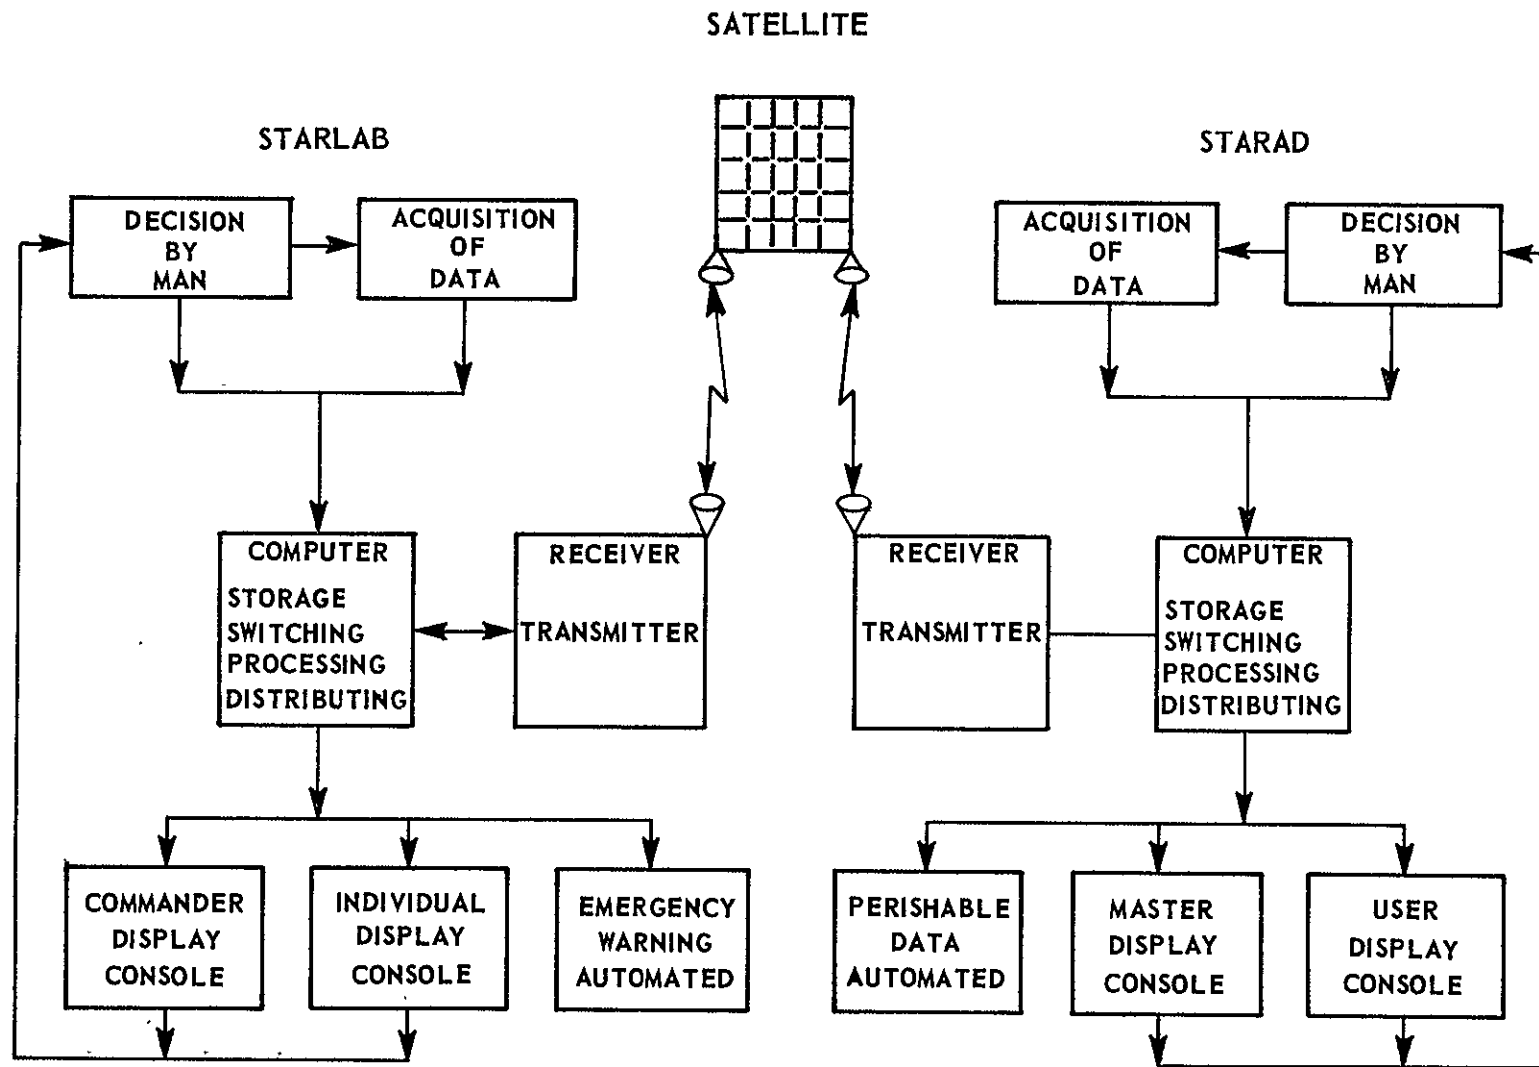 SATELLITE
STARLAB
STARAD
DECISION
BY
MAN
ACQUISITION
OF
DATA
ACQUISITION
OF
DATA
DECISION
BY
MAN
COMPUTER
STORAGE
SWITCHING
PROCESSING
DISTRIBUTING
RECEIVER
TRANSMITTER
RECEIVER
TRANSMITTER
COMPUTER
STORAGE
SWITCHING
PROCESSING
DISTRIBUTING
COMMANDER
DISPLAY
CONSOLE
INDIVIDUAL
DISPLAY
CONSOLE
EMERGENCY
WARNING
AUTOMATED
PERISHABLE
DATA
AUTOMATED
MASTER
DISPLAY
CONSOLE
USER
DISPLAY
CONSOLE